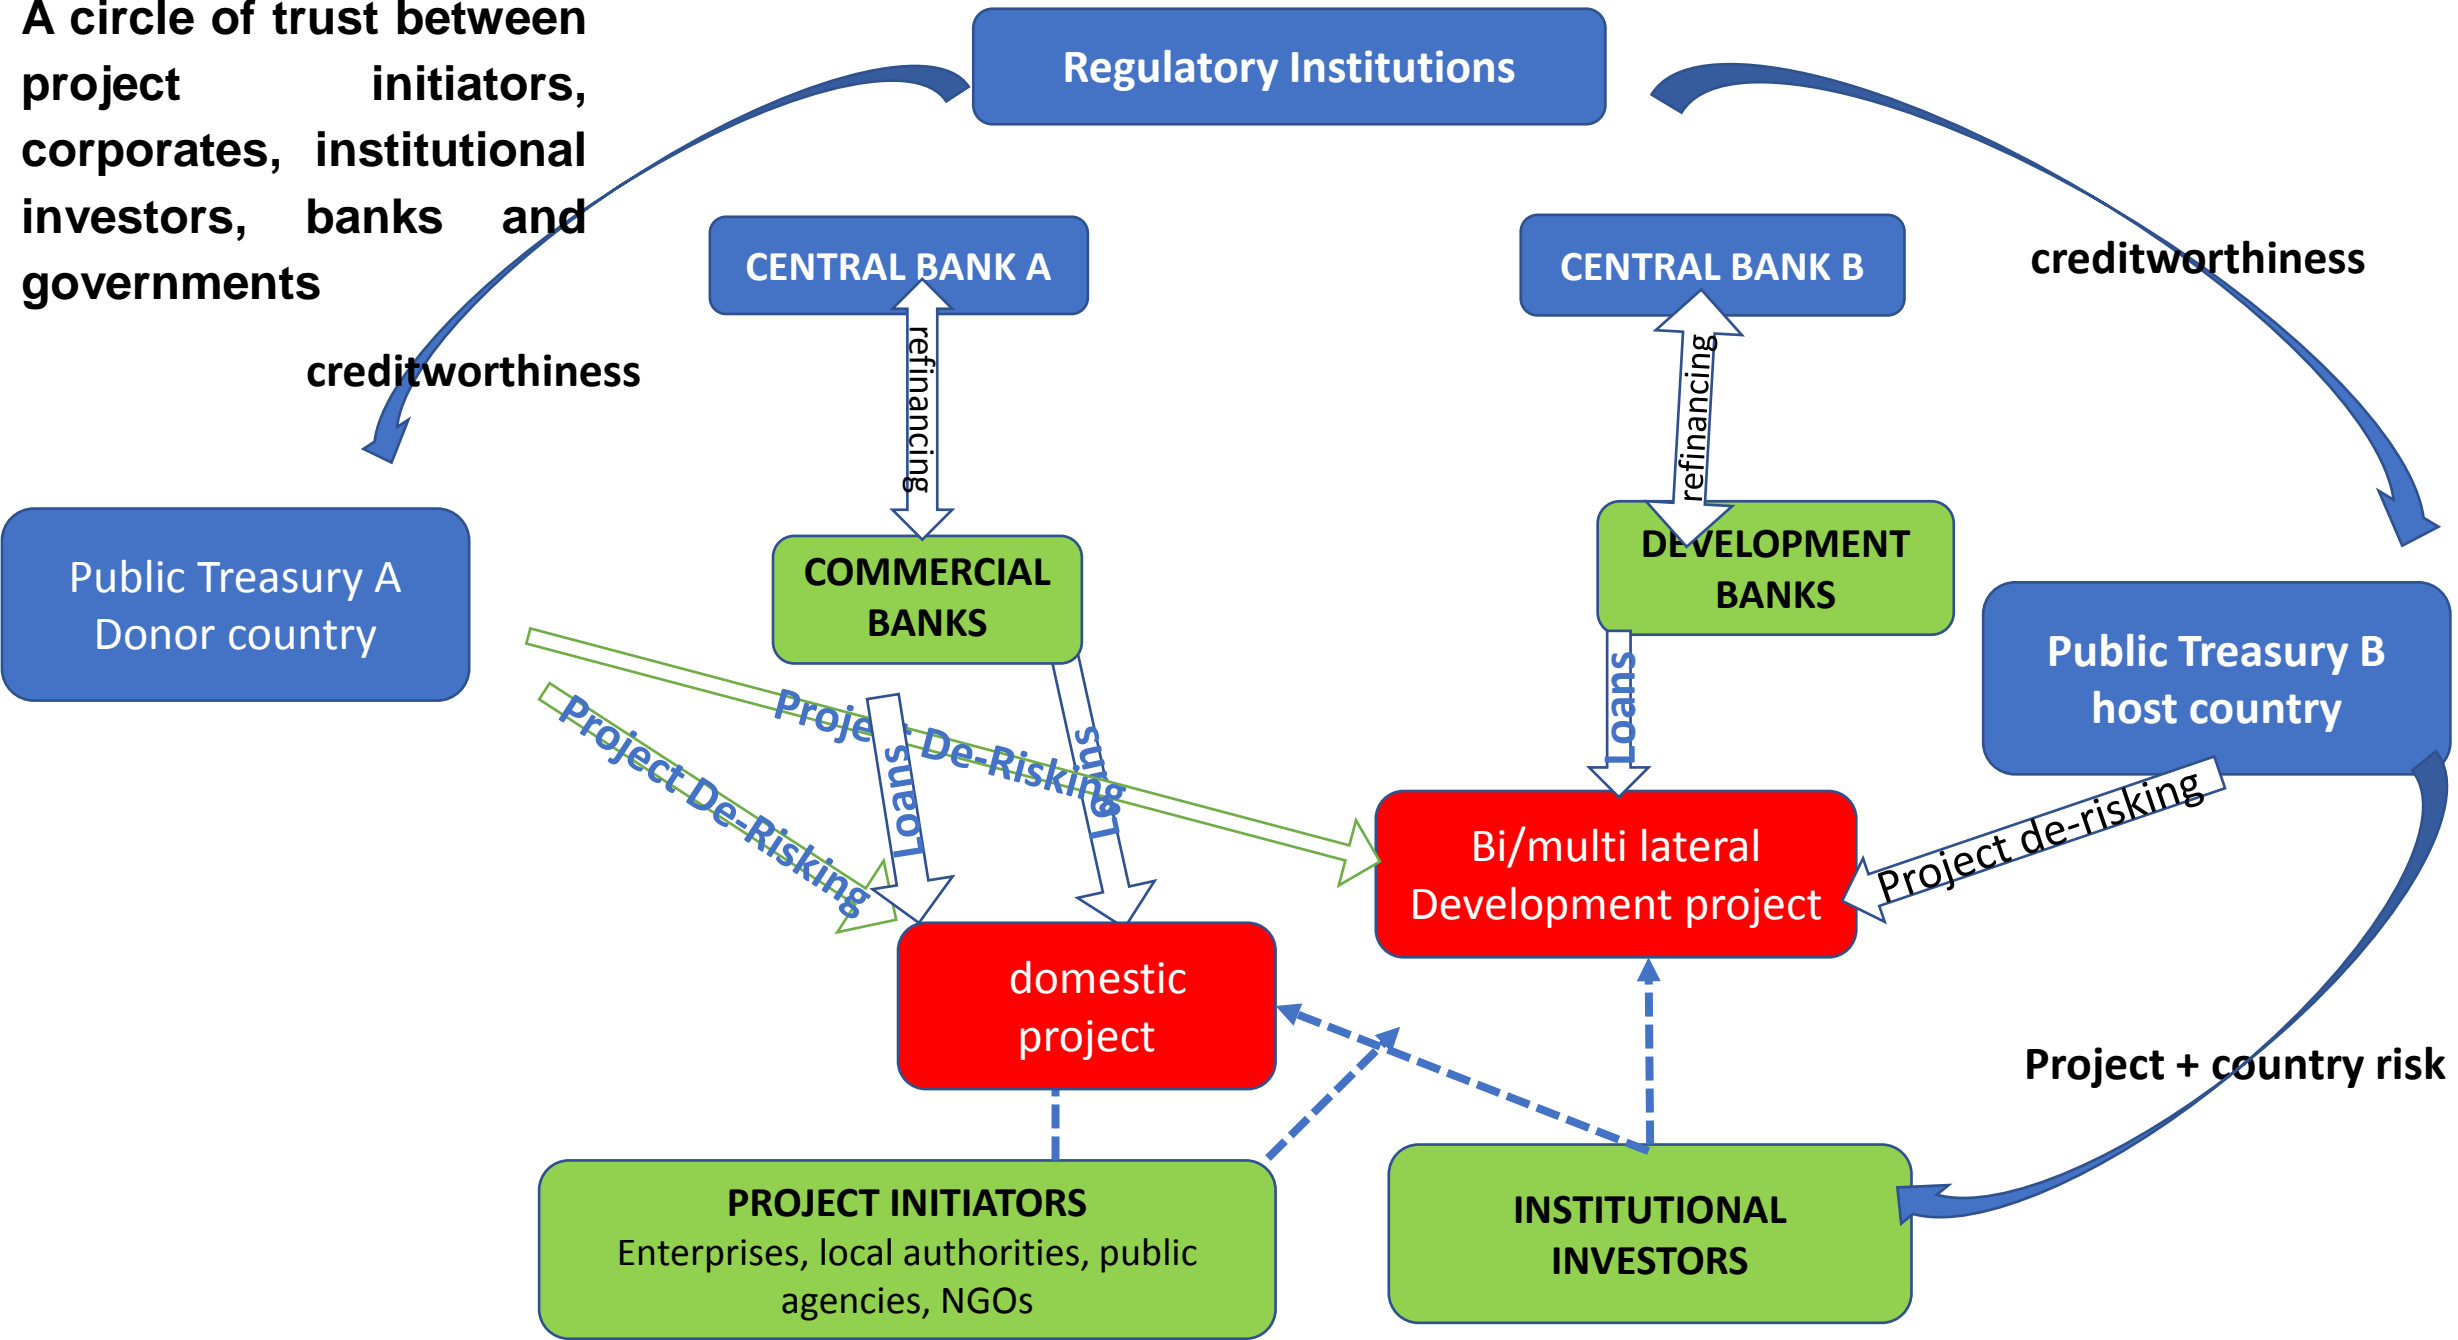 A circle of trust between
project initiators,
corporates, institutional
investors, banks and
governments
Regulatory Institutions
CENTRAL BANK A
CENTRAL BANK B
creditworthiness
creditworthiness
refinancing
refinancing
Public Treasury A
Donor country
COMMERCIAL
BANKS
DEVELOPMENT
BANKS
Public Treasury B
host country
Project De-Risking
Project De-Risking
Loans
Loans
Loans
Project de-risking
Bi/multi lateral
Development project
domestic
project
Project + country risk
PROJECT INITIATORS
Enterprises, local authorities, public
agencies, NGOs
INSTITUTIONAL
INVESTORS